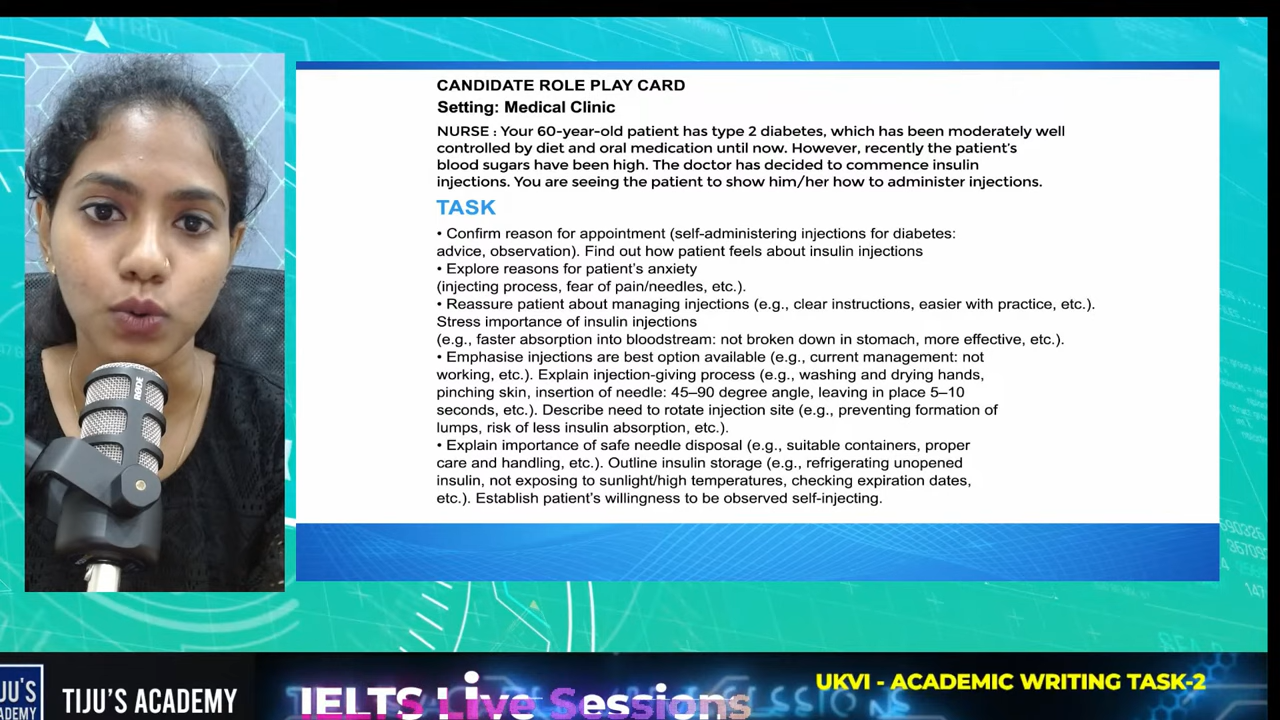 CANDIDATE ROLE PLAY CARD
Setting: Medical Clinic
NURSE : Your 60-year-old patient has type 2 diabetes, which has been moderately well
controlled by diet and oral medication until now. However, recently the patient's
blood sugars have been high. The doctor has decided to commence insulin
injections. You are seeing the patient to show him/her how to administer injections.
TASK
• Confirm reason for appointment (self-administering injections for diabetes:
advice, observation). Find out how patient feels about insulin injections
• Explore reasons for patient's anxiety
(injecting process, fear of pain/needles, etc.).
• Reassure patient about managing injections (e.g., clear instructions, easier with practice, etc.).
Stress importance of insulin injections
(e.g., faster absorption into bloodstream: not broken down in stomach, more effective, etc.).
• Emphasise injections are best option available (e.g., current management: not
working, etc.). Explain injection-giving process (e.g., washing and drying hands,
pinching skin, insertion of needle: 45–90 degree angle, leaving in place 5–10
seconds, etc.). Describe need to rotate injection site (e.g., preventing formation of
lumps, risk of less insulin absorption, etc.).
• Explain importance of safe needle disposal (e.g., suitable containers, proper
care and handling, etc.). Outline insulin storage (e.g., refrigerating unopened
insulin, not exposing to sunlight/high temperatures, checking expiration dates,
etc.). Establish patient's willingness to be observed self-injecting.
RODE
JU'S
ADEMY
TIJU'S ACADEMY
IELTS Live Sessions
UKVI - ACADEMIC WRITING TASK-2